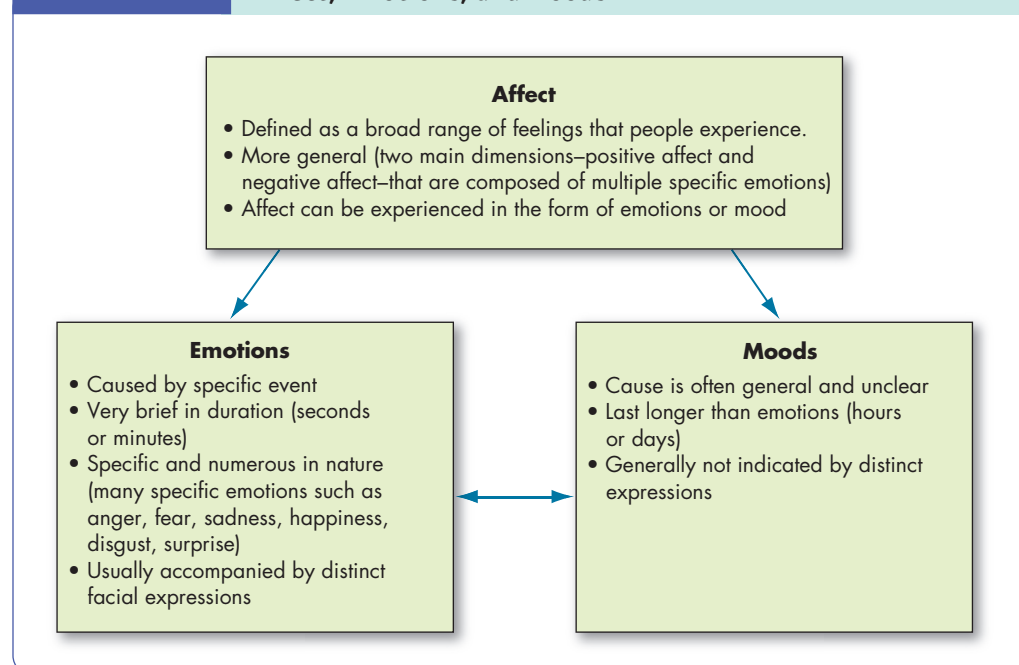 Affect
• Defined as a broad range of feelings that people experience.
• More general (two main dimensions–positive affect and
negative affect–that are composed of multiple specific emotions)
• Affect can be experienced in the form of emotions or mood
Emotions
• Caused by specific event
• Very brief in duration (seconds
or minutes)
• Specific and numerous in nature
(many specific emotions such as
anger, fear, sadness, happiness,
disgust, surprise)
• Usually accompanied by distinct
facial expressions
Moods
• Cause is often general and unclear
• Last longer than emotions (hours
or days)
• Generally not indicated by distinct
expressions